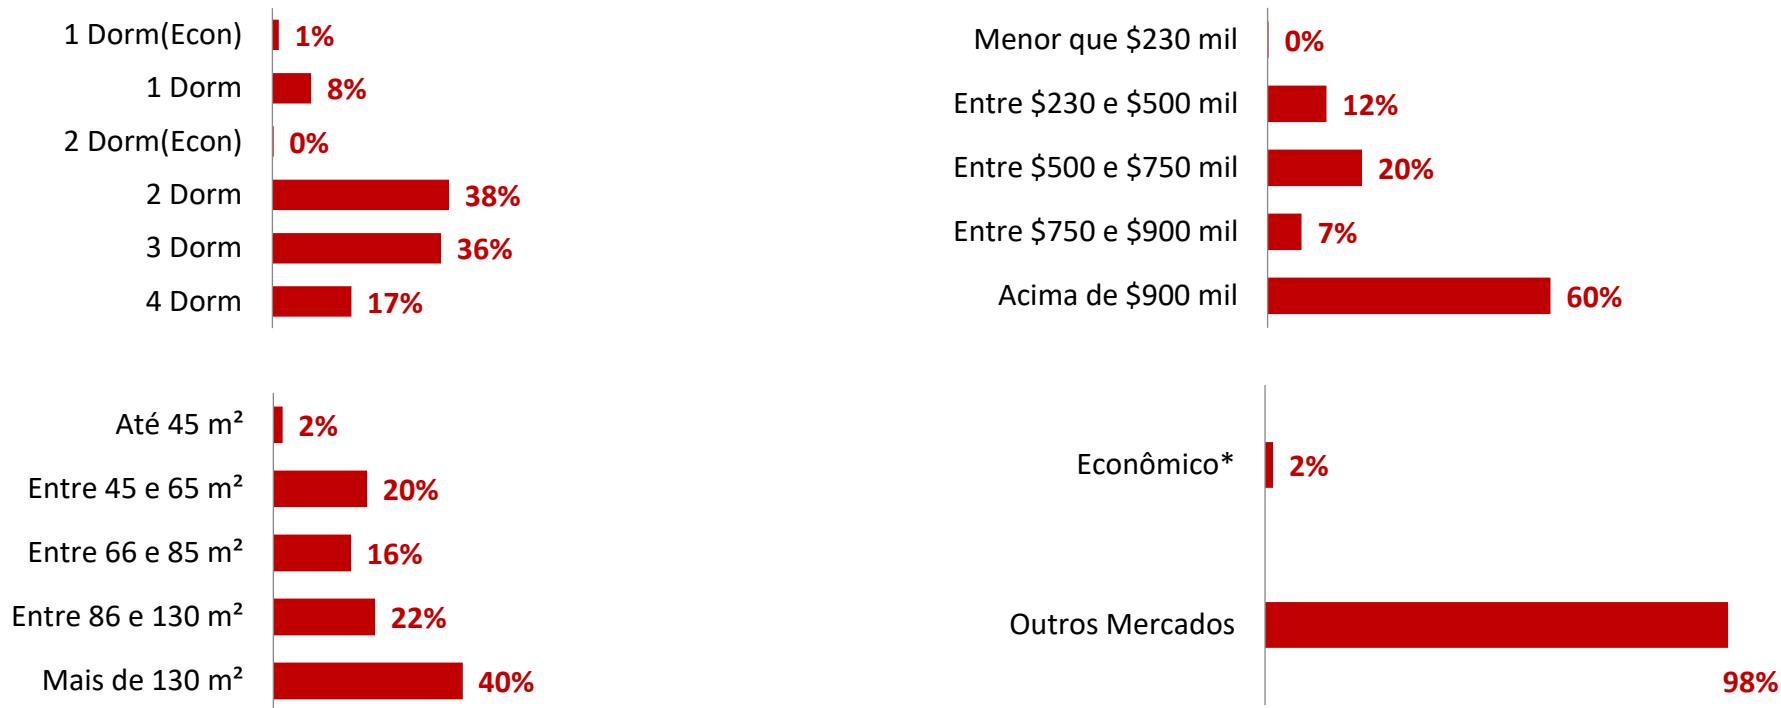 1 Dorm(Econ) 1%
1 Dorm 8%
2 Dorm(Econ) 0%
2 Dorm 38%
3 Dorm 36%
4 Dorm 17%
Menor que $230 mil 0%
Entre $230 e $500 mil 12%
Entre $500 e $750 mil 20%
Entre $750 e $900 mil 7%
Acima de $900 mil 60%
Até 45 m² 2%
Entre 45 e 65 m² 20%
Entre 66 e 85 m² 16%
Entre 86 e 130 m² 22%
Mais de 130 m² 40%
Econômico* 2%
Outros Mercados
98%